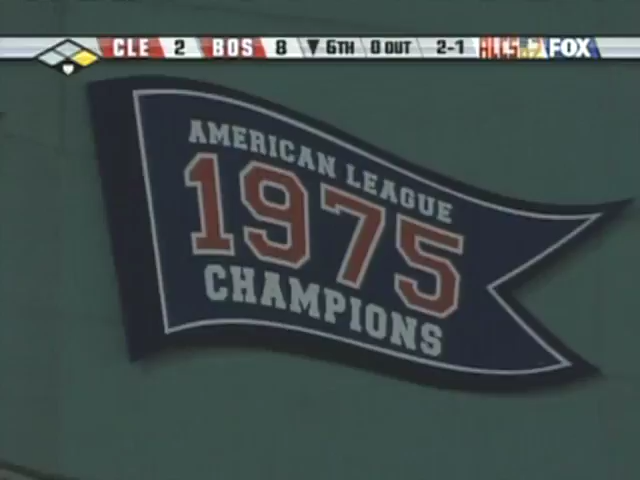 CLE 2 BOS 8 ▼ 6TH 0 OUT 2-1 FOX
AMERICAN LEAGUE
1975
CHAMPIONS